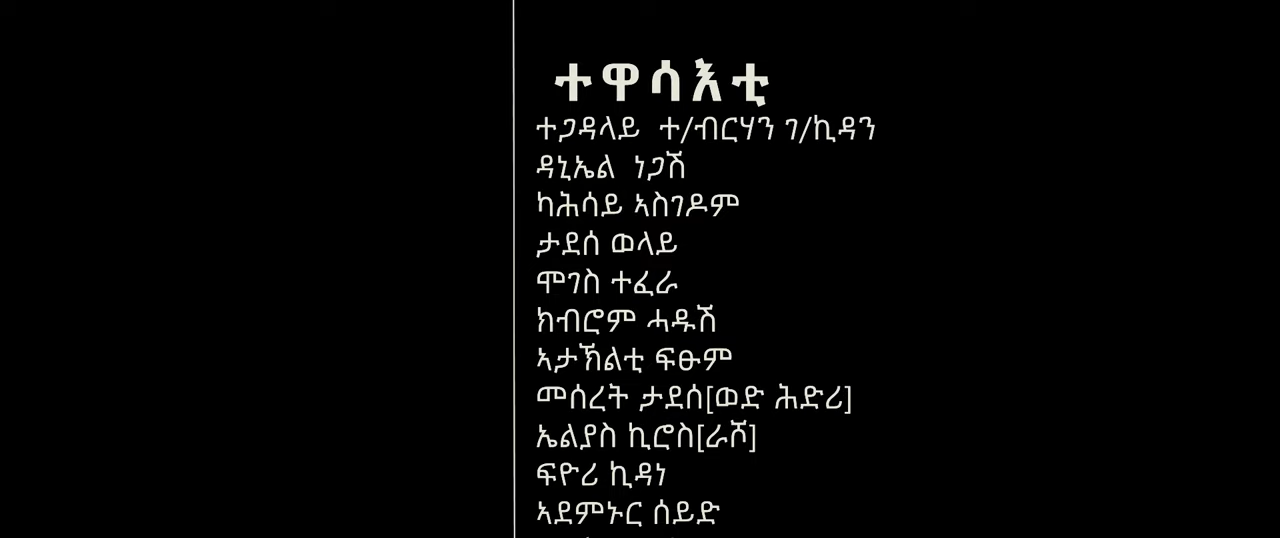 ተዋሳእቲ
ተጋዳላይ ተ/ብርሃን ገ/ኪዳን
ዳኒኤል ነጋሽ
ካሕሳይ ኣስገዶም
ታደሰ ወላይ
ሞገስ ተፈራ
ክብሮም ሓዱሽ
ኣታኽልቲ ፍፁም
መሰረት ታደሰ[ወድ ሕድሪ]
ኤልያስ ኪሮስ[ራሾ]
ፍዮሪ ኪዳነ
ኣደምኑር ሰይድ